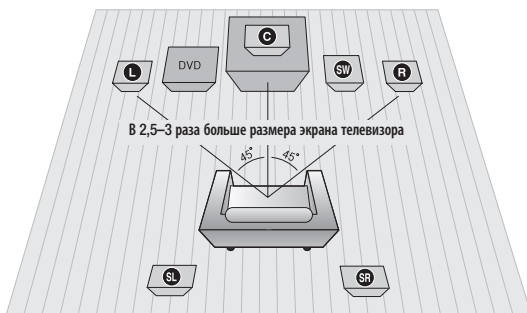 C
L
DVD
SW
R
В 2,5–3 раза больше размера экрана телевизора
45° 45°
SL
SR